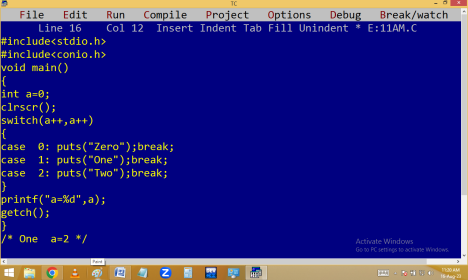 TC
File Edit Run Compile Project Options Debug Break/watch
Line 16 Col 12 Insert Indent Tab Fill Unindent * E:11AM.C
#include<stdio.h>
#include<conio.h>
void main()
{
int a=0;
clrscr();
switch(a++,a++)
{
case 0: puts("Zero");break;
case 1: puts("One");break;
case 2: puts("Two");break;
}
printf("a=%d",a);
getch();
}
/* One a=2 */
Activate Windows
Go to PC settings to activate Windows.
Paint